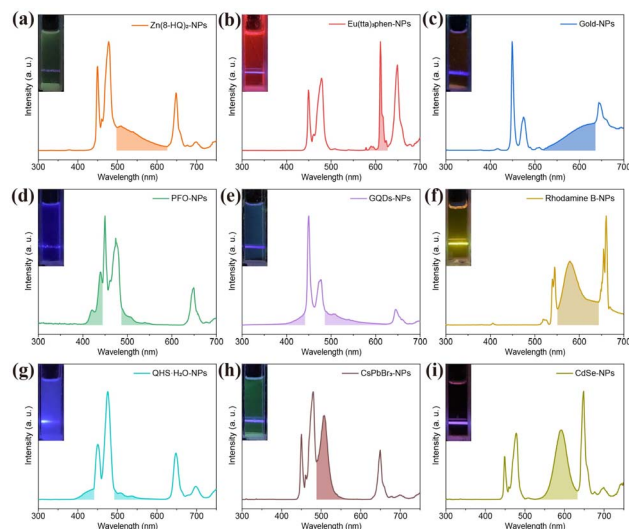 (a) Zn(8-HQ)₂-NPs
Intensity (a. u.)
300 400 500 600 700
Wavelength (nm)
(b) Eu(tta)₃phen-NPs
Intensity (a. u.)
300 400 500 600 700
Wavelength (nm)
(c) Gold-NPs
Intensity (a. u.)
300 400 500 600 700
Wavelength (nm)
(d) PFO-NPs
Intensity (a. u.)
300 400 500 600 700
Wavelength (nm)
(e) GQDs-NPs
Intensity (a. u.)
300 400 500 600 700
Wavelength (nm)
(f) Rhodamine B-NPs
Intensity (a. u.)
300 400 500 600 700
Wavelength (nm)
(g) QHS·H₂O-NPs
Intensity (a. u.)
300 400 500 600 700
Wavelength (nm)
(h) CsPbBr₃-NPs
Intensity (a. u.)
300 400 500 600 700
Wavelength (nm)
(i) CdSe-NPs
Intensity (a. u.)
300 400 500 600 700
Wavelength (nm)